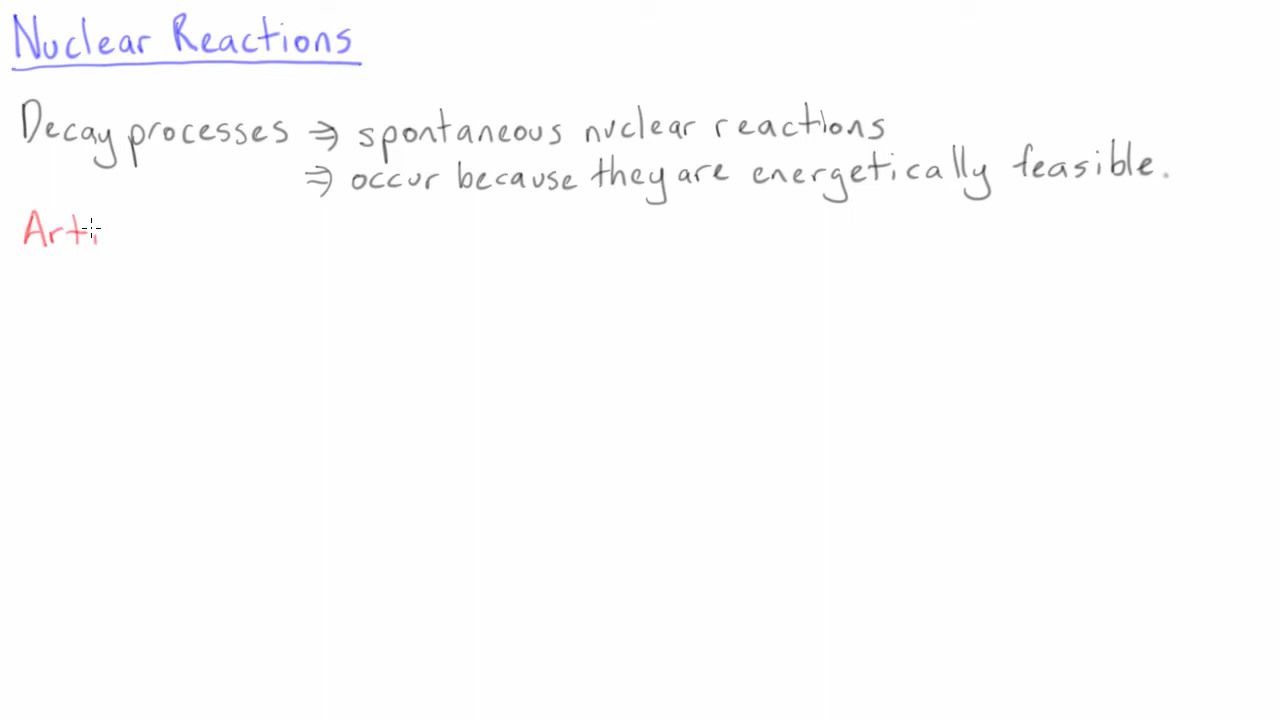 Nuclear Reactions
Decay processes ⇒ spontaneous nuclear reactions
⇒ occur because they are energetically feasible.
Arti